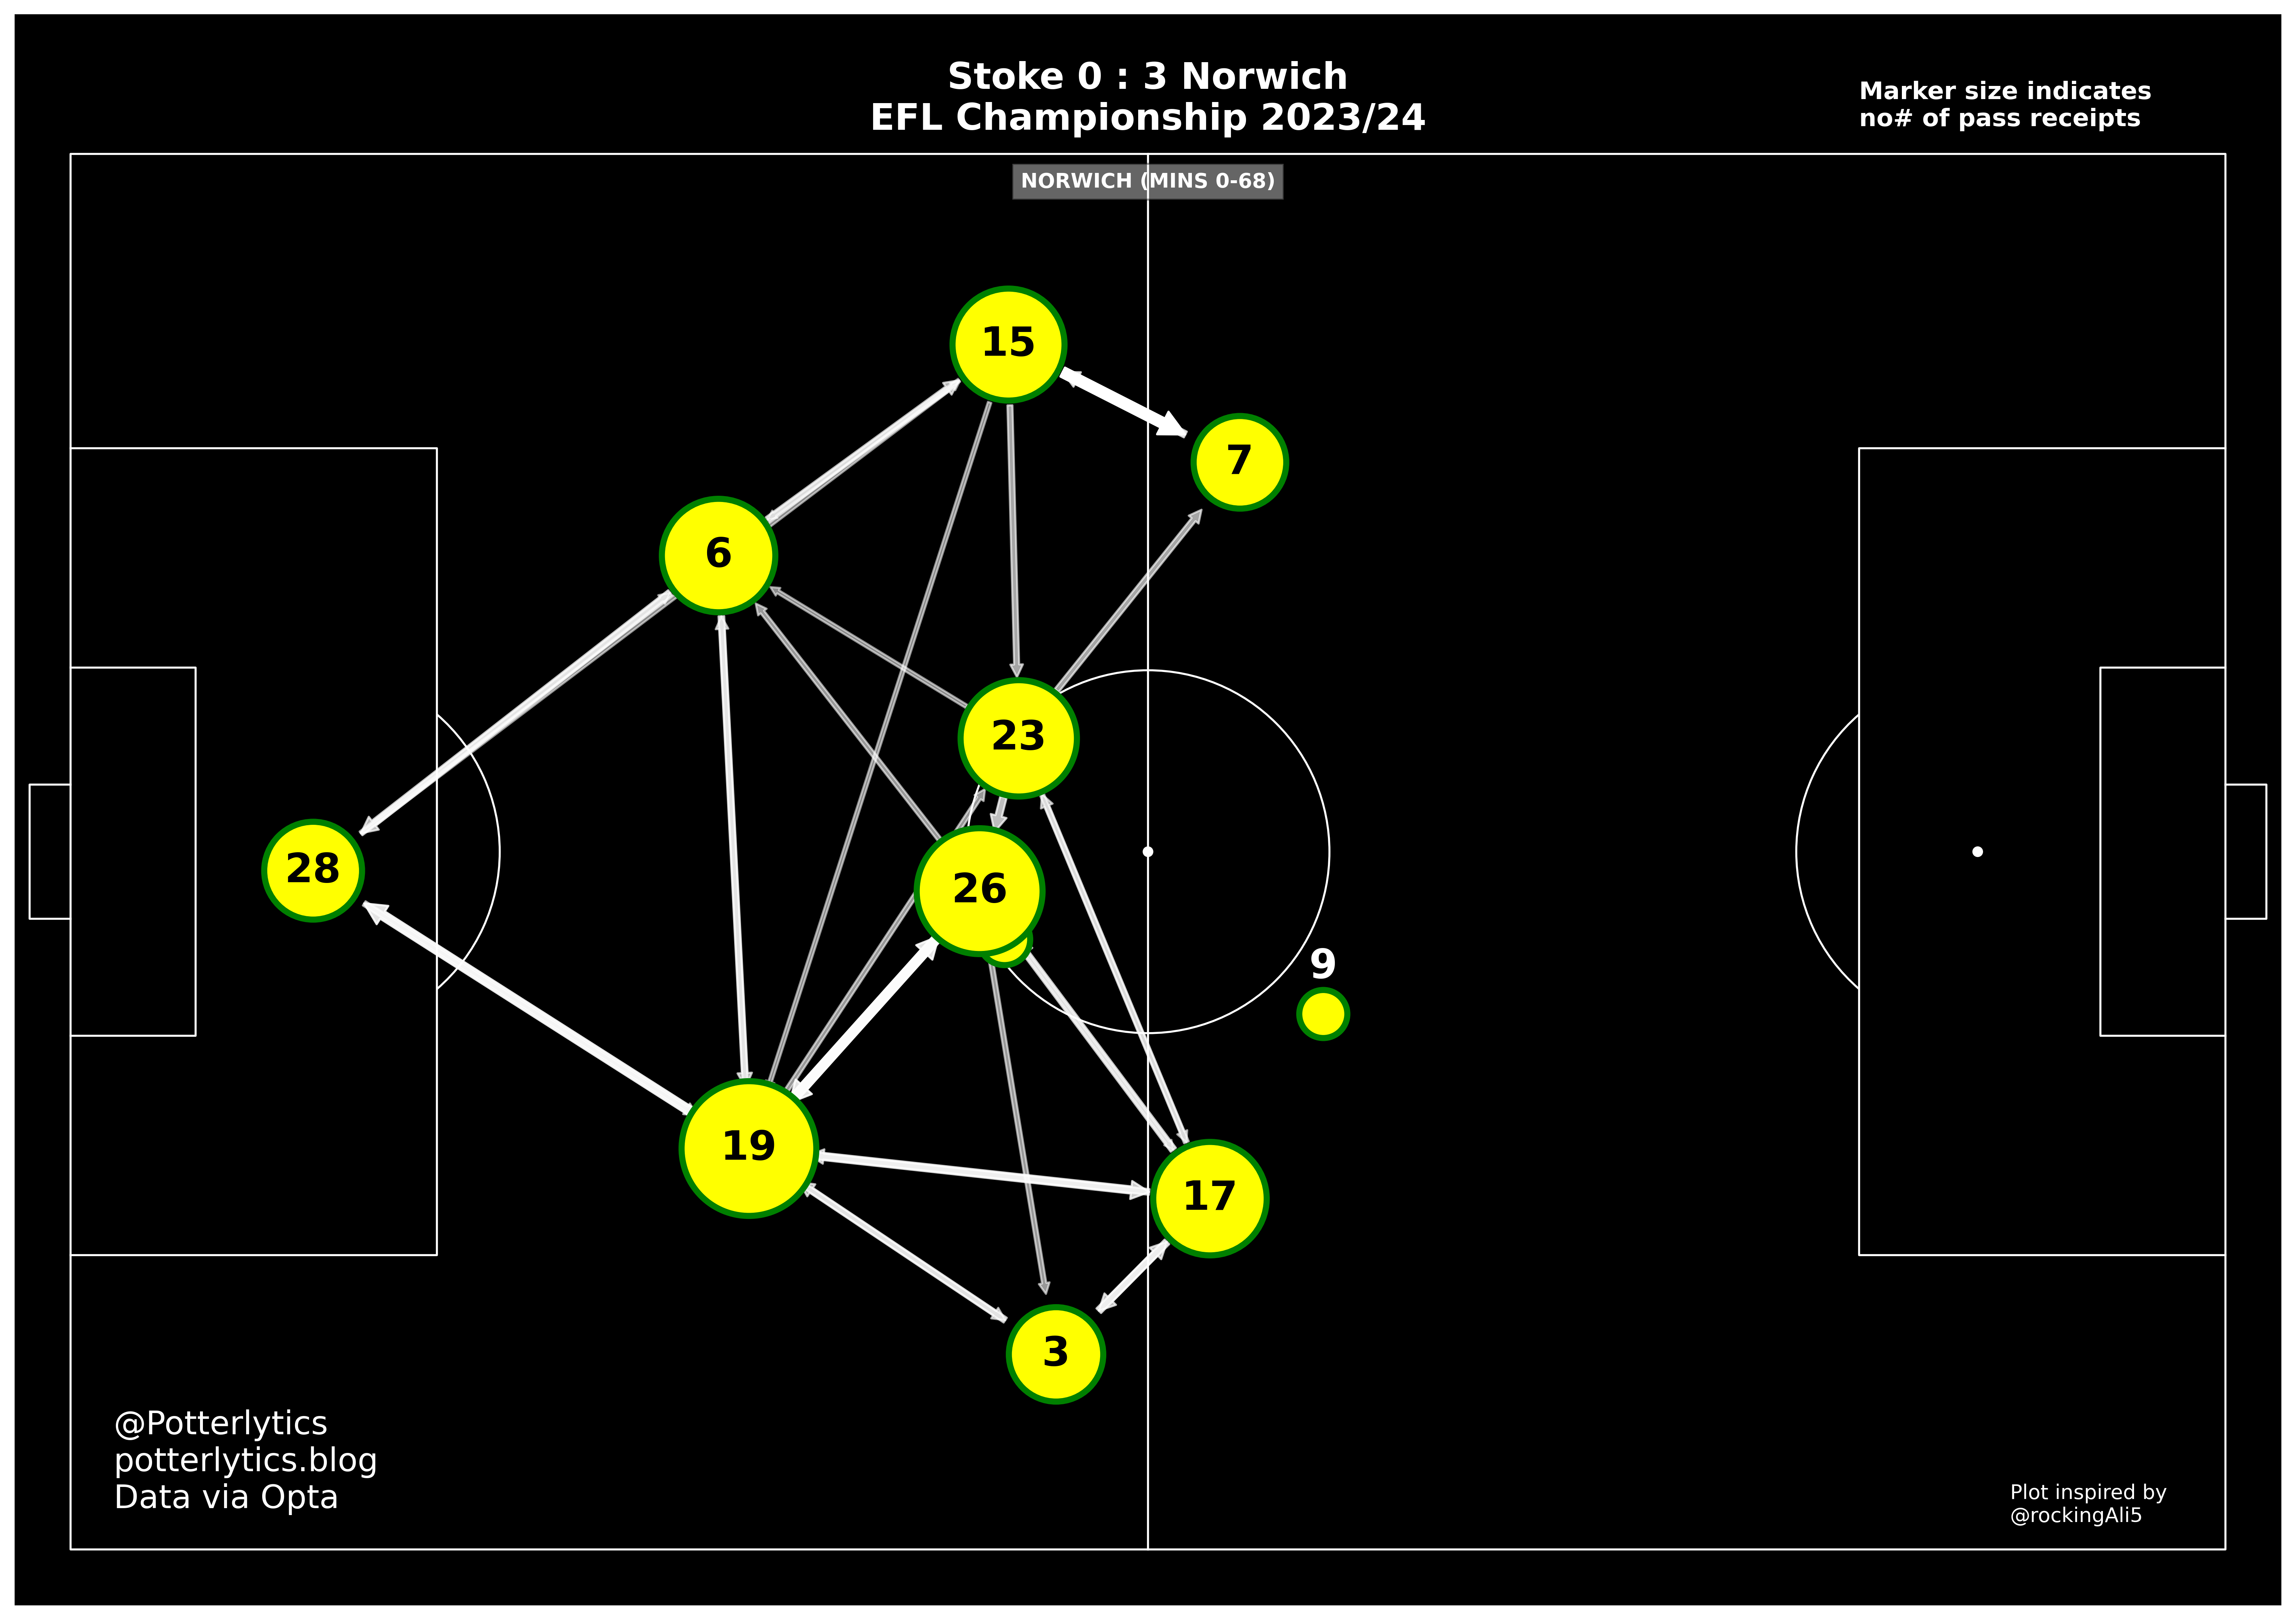 Stoke 0 : 3 Norwich
EFL Championship 2023/24
Marker size indicates
no# of pass receipts
NORWICH (MINS 0-68)
15
7
6
23
28
26
9
19
17
3
@Potterlytics
potterlytics.blog
Data via Opta
Plot inspired by
@rockingAli5